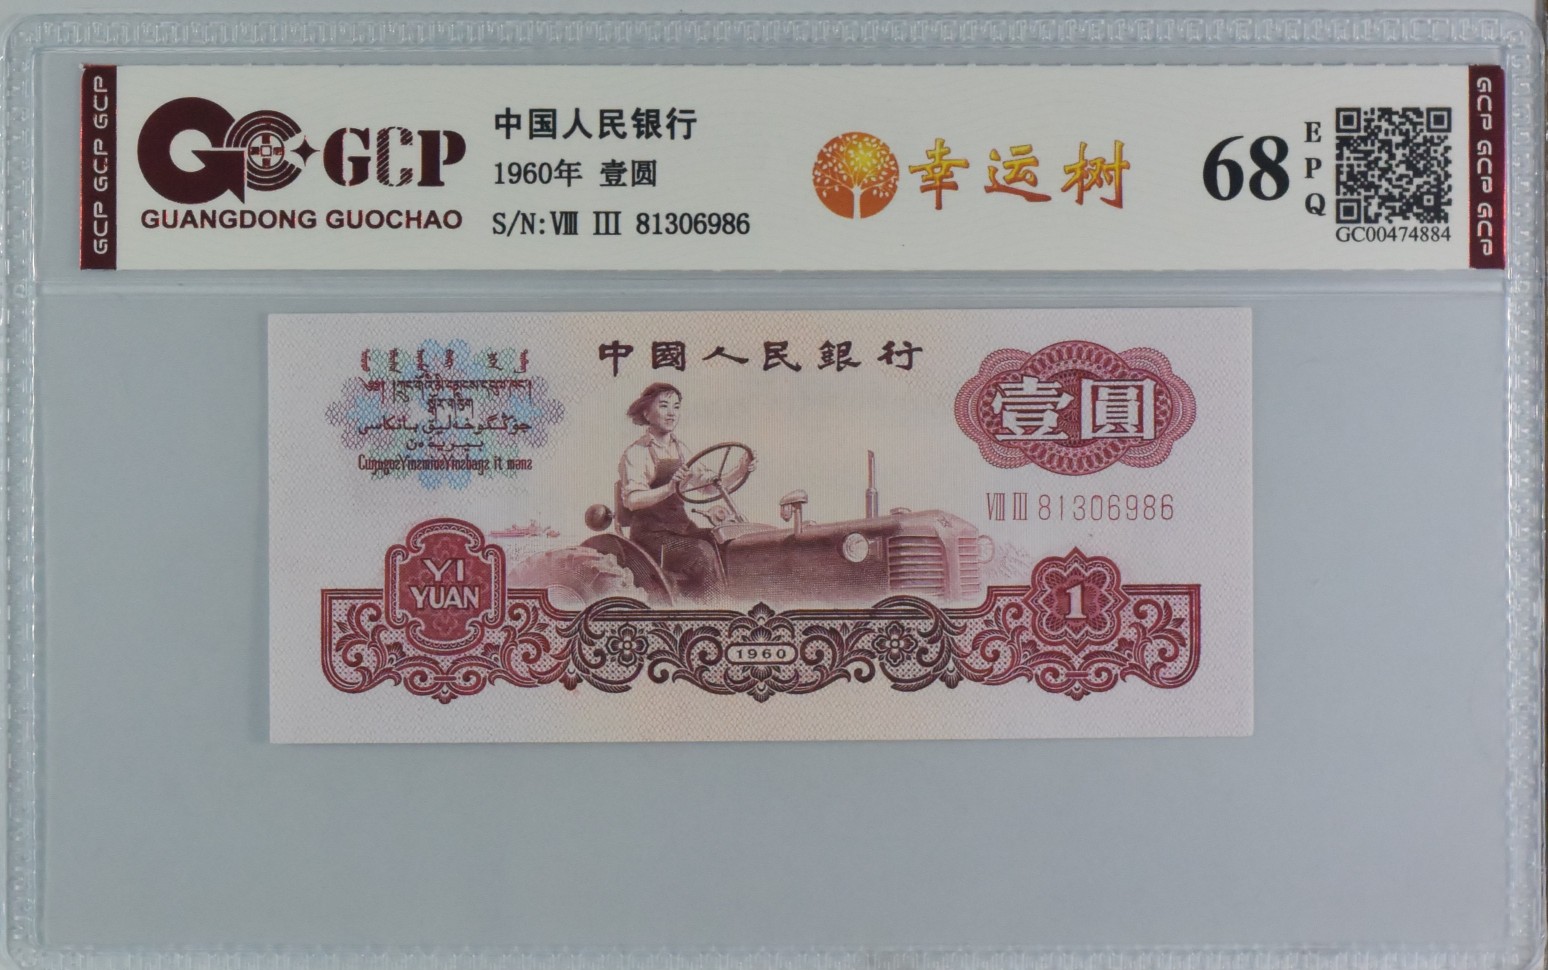 GCP GCP GCP
GCP
GUANGDONG GUOCHAO
中国人民银行
1960年 壹圆
S/N: Ⅷ Ⅲ 81306986
幸运树
68
EPQ
GC00474884
GCP GCP GCP
中國人民銀行
壹圓
Ⅷ Ⅲ 81306986
YI
YUAN
1960
1